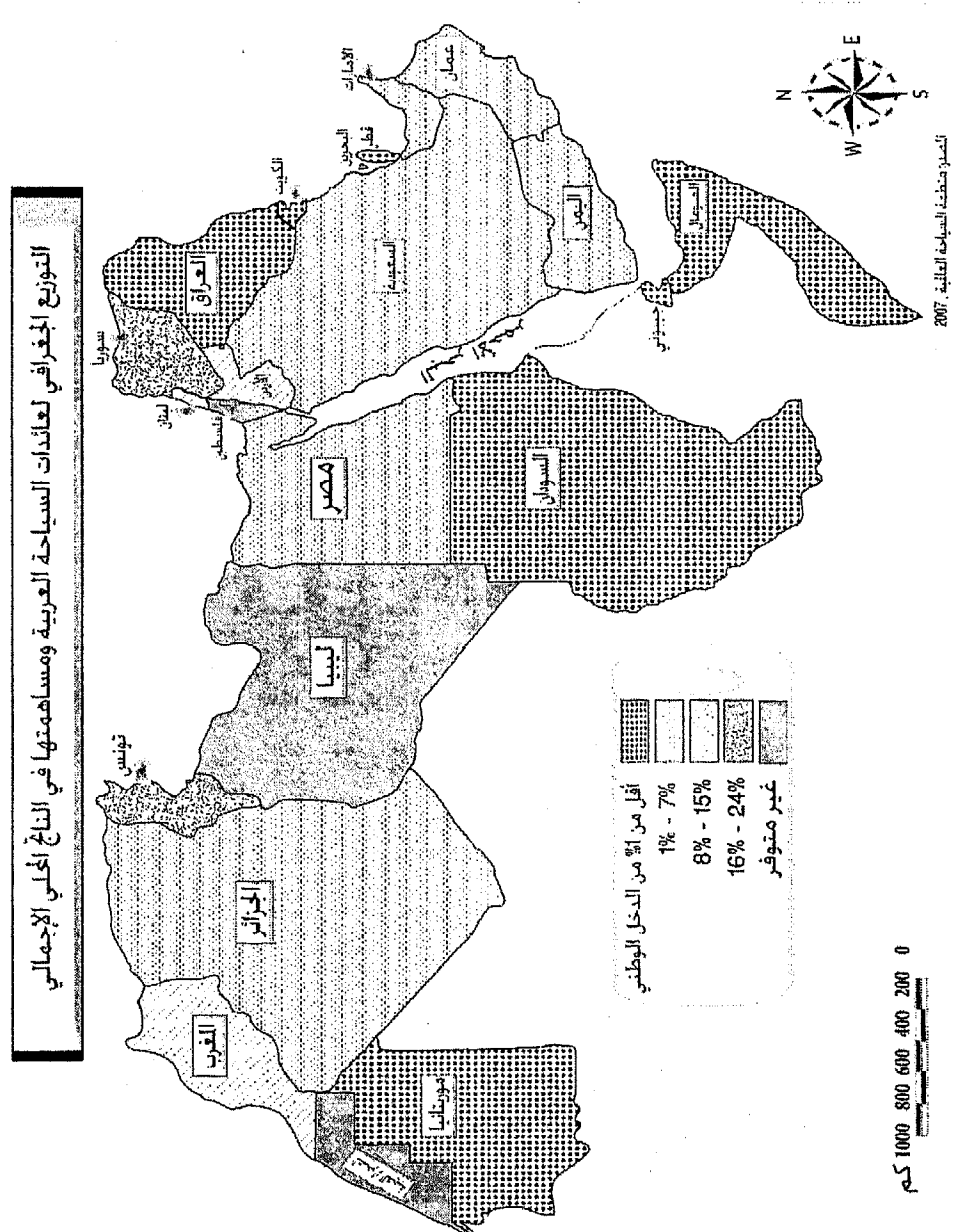 التوزيع الجغرافي لعائدات السياحة العربية ومساهمتها في الناتج المحلي الإجمالي
تونس
المغرب
الجزائر
ليبيا
مصر
موريتانيا
السودان
لبنان
سوريا
فلسطين
الأردن
العراق
الكويت
السعودية
البحرين
قطر
الامارات
عمان
اليمن
البحر الأحمر
جيبوتي
الصومال
N
E
S
W
أقل من 1% من الدخل الوطني
1% - 7%
8% - 15%
16% - 24%
غير متوفر
0 200 400 600 800 1000 كم
المصدر منظمة السياحة العالمية 2007